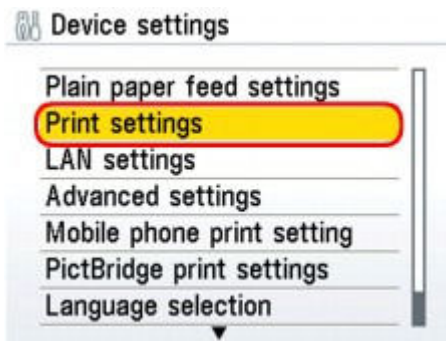 Device settings
Plain paper feed settings
Print settings
LAN settings
Advanced settings
Mobile phone print setting
PictBridge print settings
Language selection